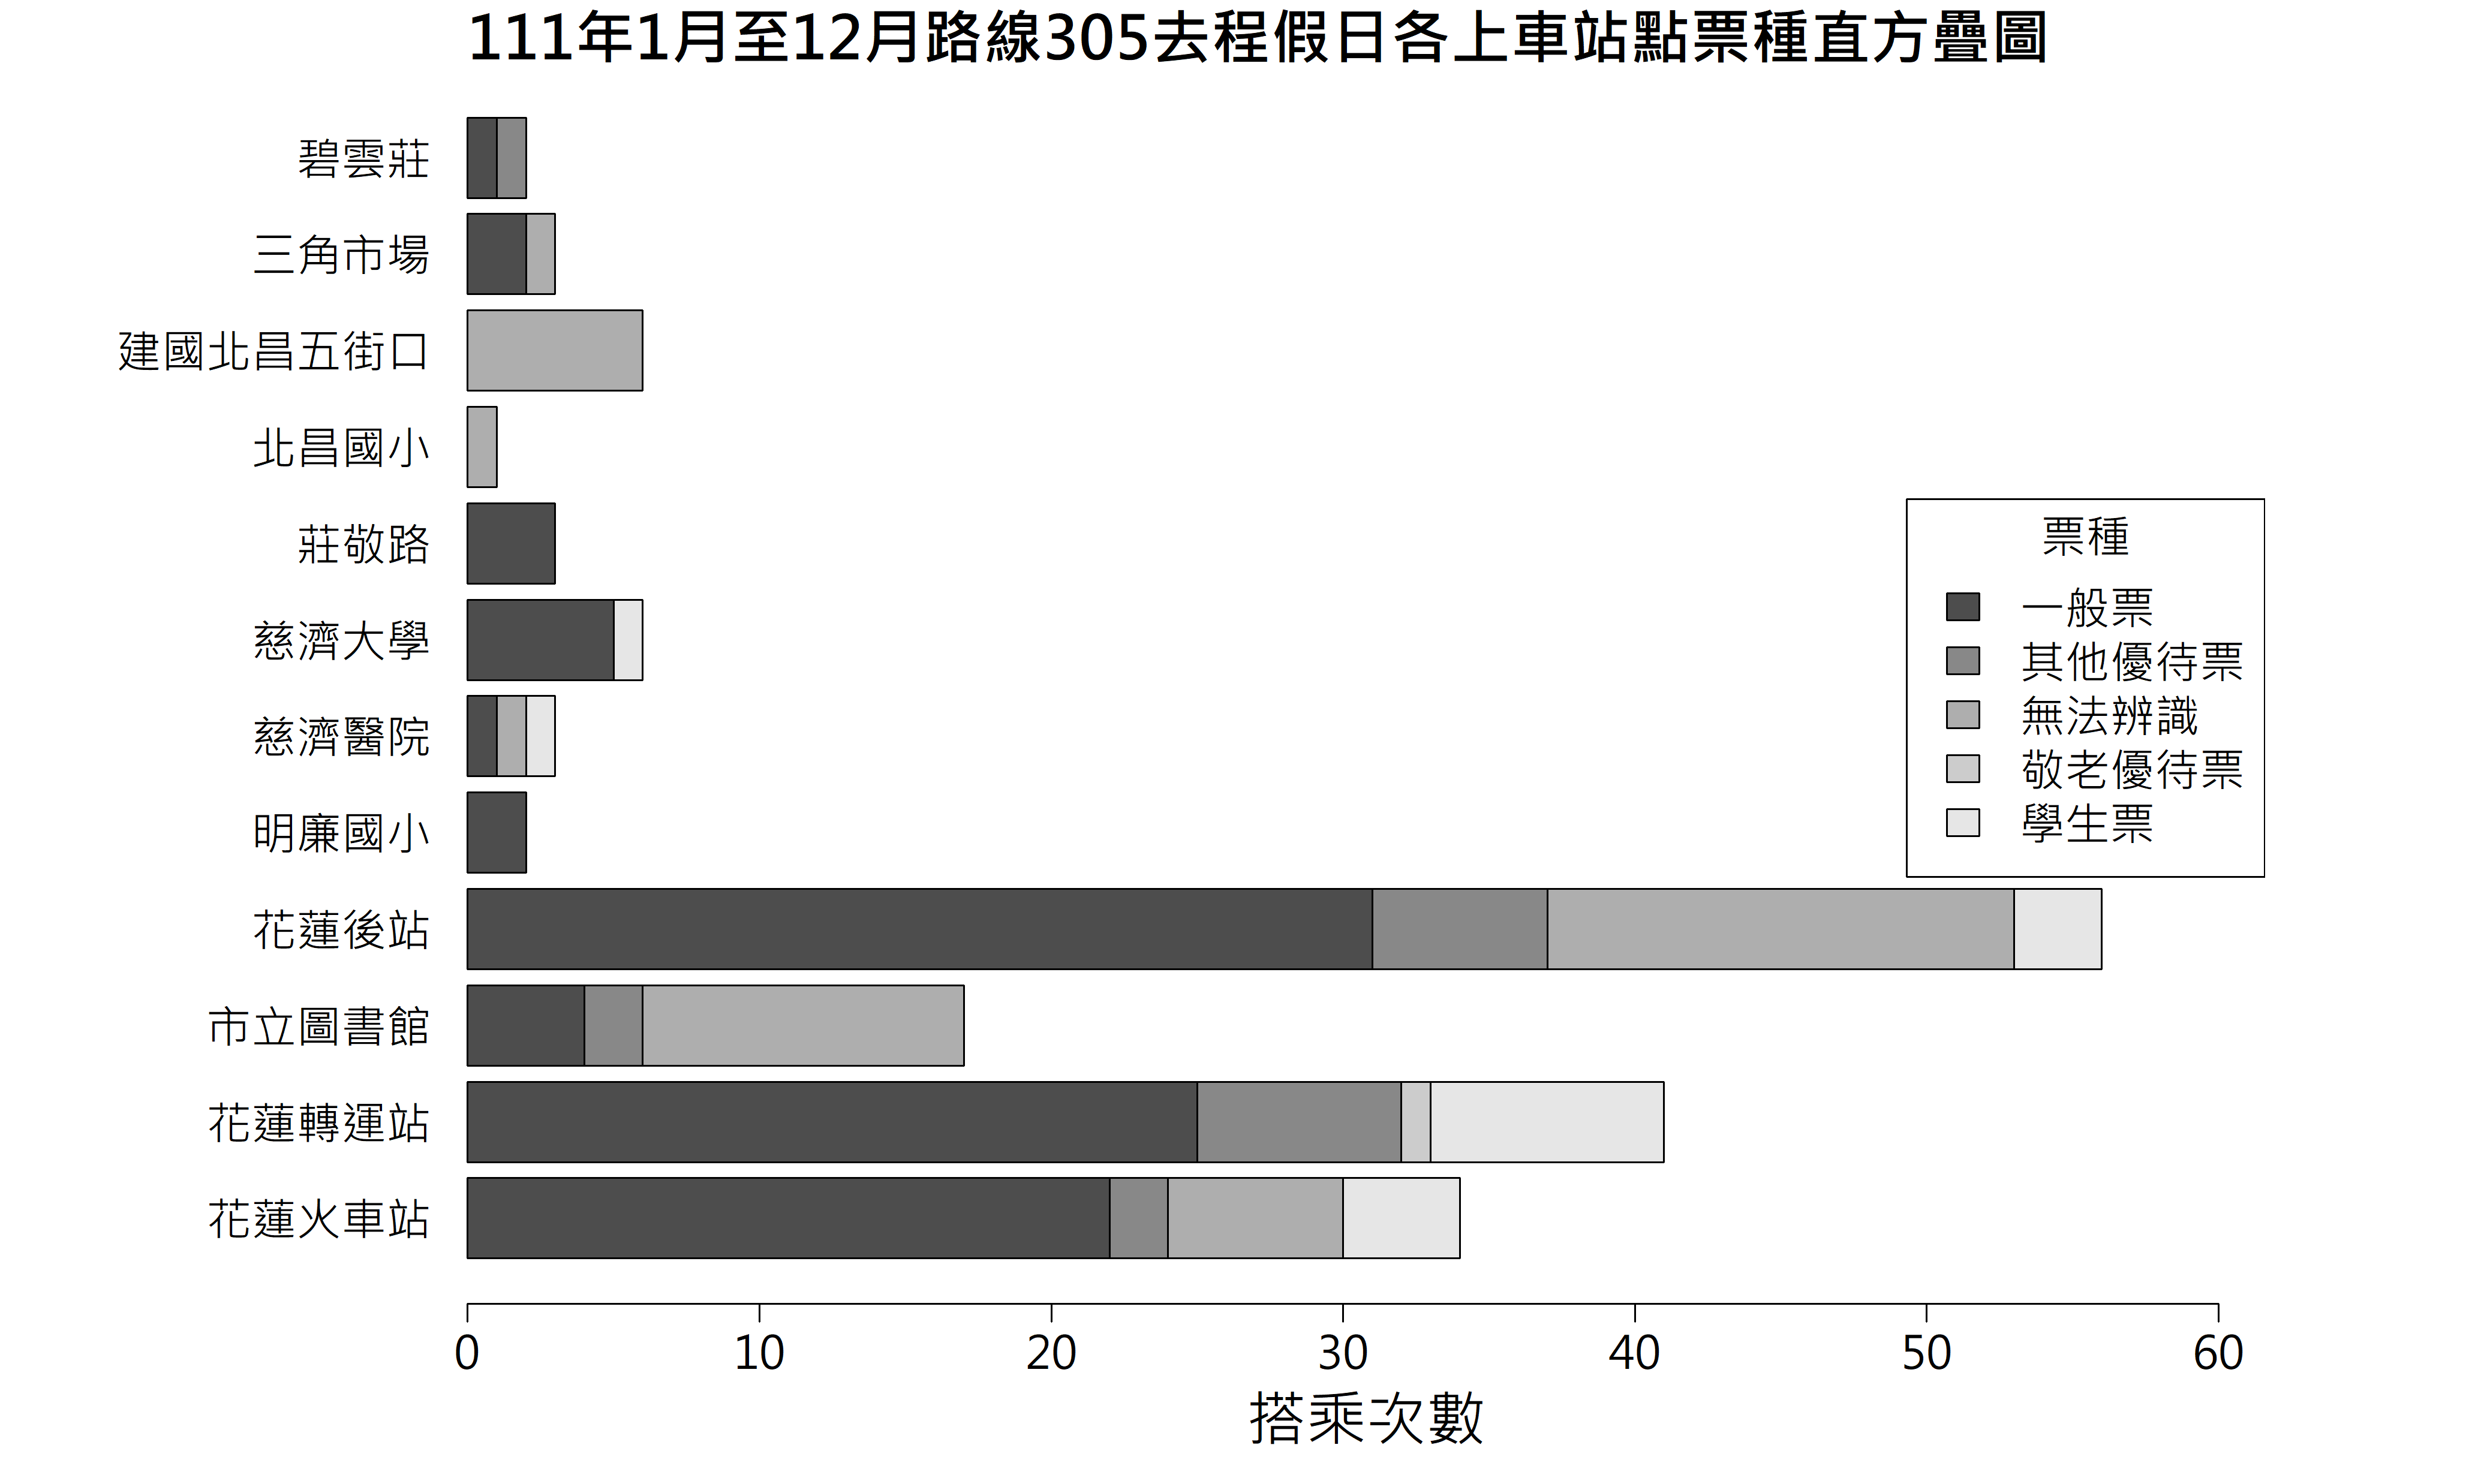 111年1月至12月路線305去程假日各上車站點票種直方疊圖
碧雲莊
三角市場
建國北昌五街口
北昌國小
莊敬路
慈濟大學
慈濟醫院
明廉國小
花蓮後站
市立圖書館
花蓮轉運站
花蓮火車站
票種
一般票
其他優待票
無法辨識
敬老優待票
學生票
0 10 20 30 40 50 60
搭乘次數